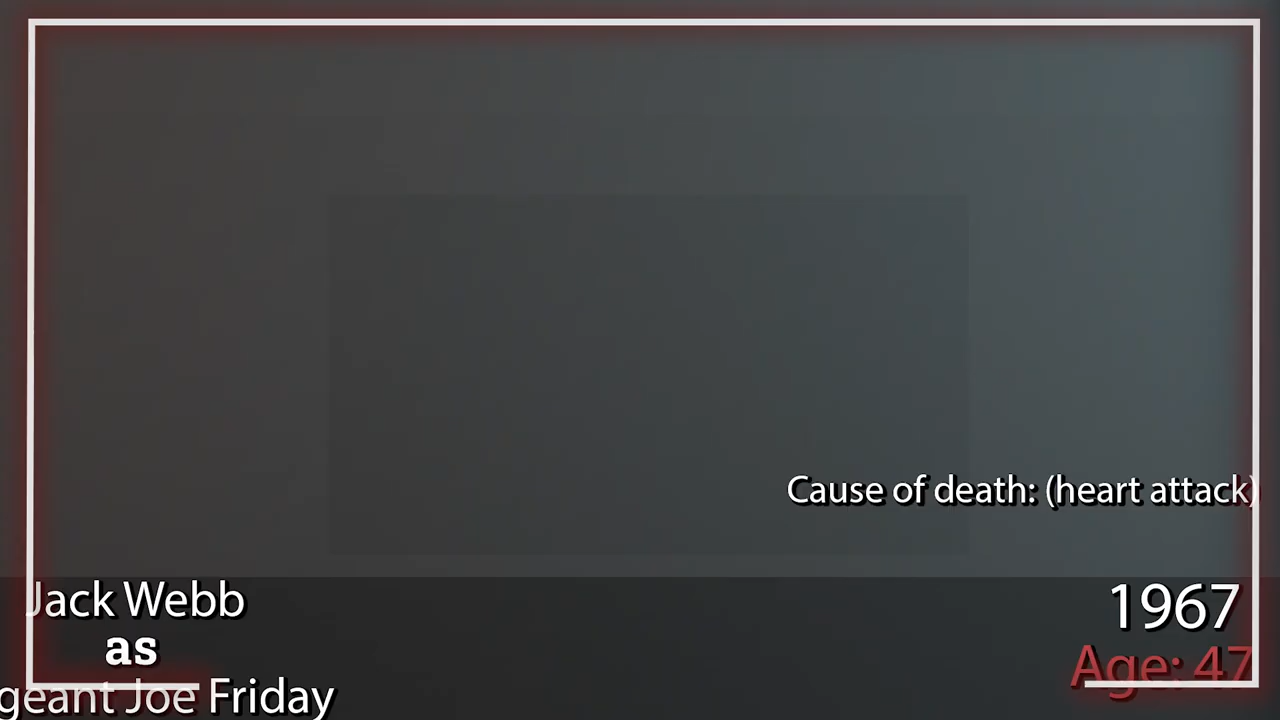 Cause of death: (heart attack)
Jack Webb
as
geant Joe Friday
1967
Age: 47